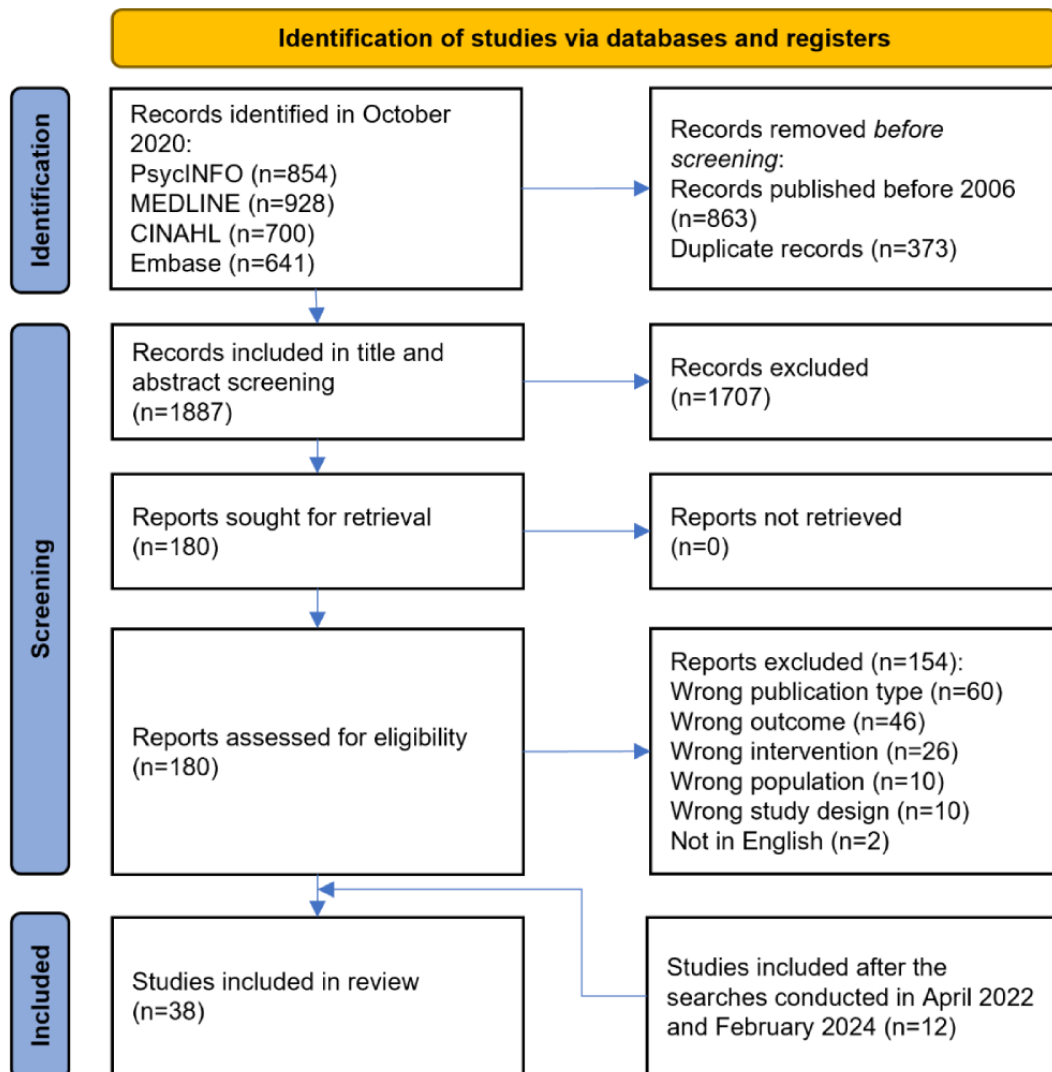 Identification of studies via databases and registers
Identification
Records identified in October
2020:
PsycINFO (n=854)
MEDLINE (n=928)
CINAHL (n=700)
Embase (n=641)
Records removed before
screening:
Records published before 2006
(n=863)
Duplicate records (n=373)
Screening
Records included in title and
abstract screening
(n=1887)
Records excluded
(n=1707)
Reports sought for retrieval
(n=180)
Reports not retrieved
(n=0)
Reports assessed for eligibility
(n=180)
Reports excluded (n=154):
Wrong publication type (n=60)
Wrong outcome (n=46)
Wrong intervention (n=26)
Wrong population (n=10)
Wrong study design (n=10)
Not in English (n=2)
Included
Studies included in review
(n=38)
Studies included after the
searches conducted in April 2022
and February 2024 (n=12)